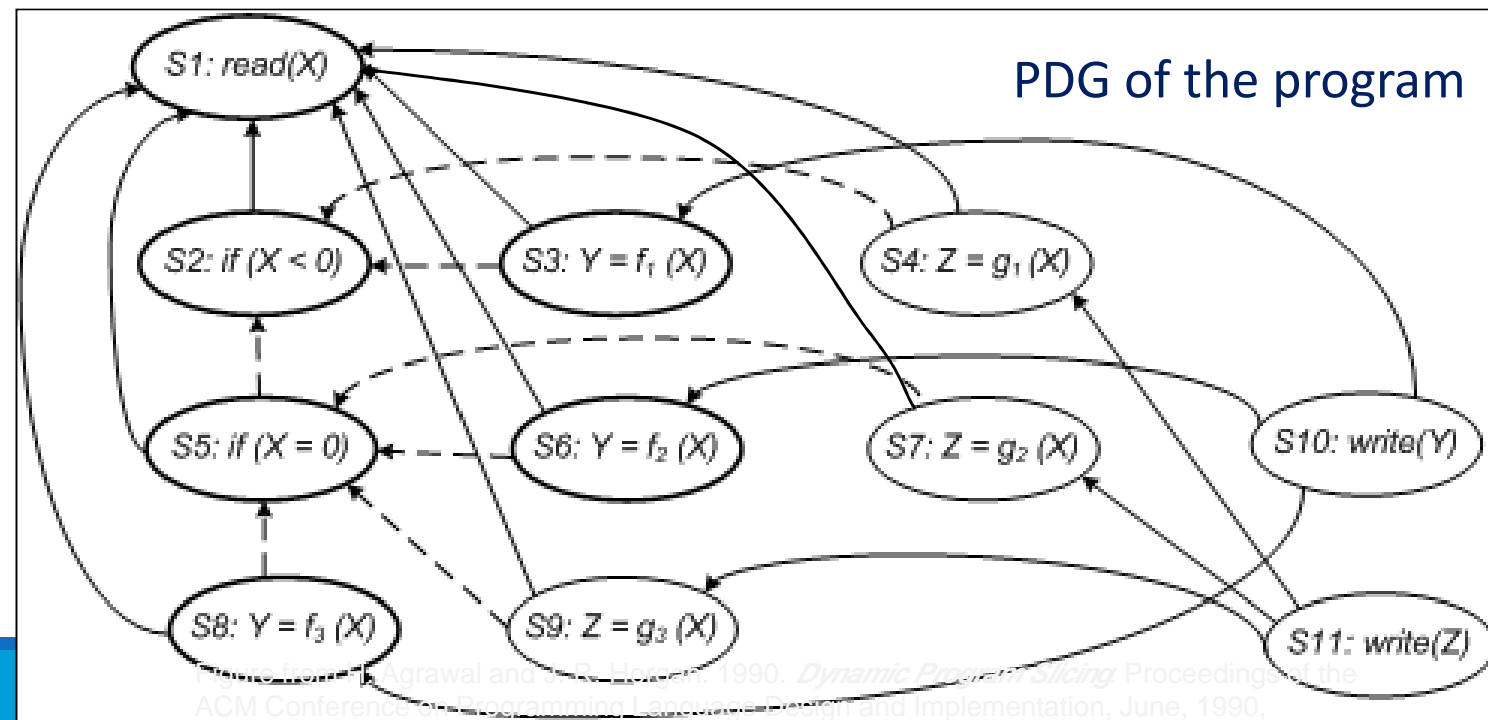 PDG of the program
S1: read(X)
S2: if (X < 0)
S3: Y = f₁ (X)
S4: Z = g₁ (X)
S5: if (X = 0)
S6: Y = f₂ (X)
S7: Z = g₂ (X)
S10: write(Y)
S8: Y = f₃ (X)
S9: Z = g₃ (X)
S11: write(Z)
Figure from H. Agrawal and J. R. Horgan. 1990. Dynamic Program Slicing. Proceedings of the
ACM Conference on Programming Language Design and Implementation, June, 1990,